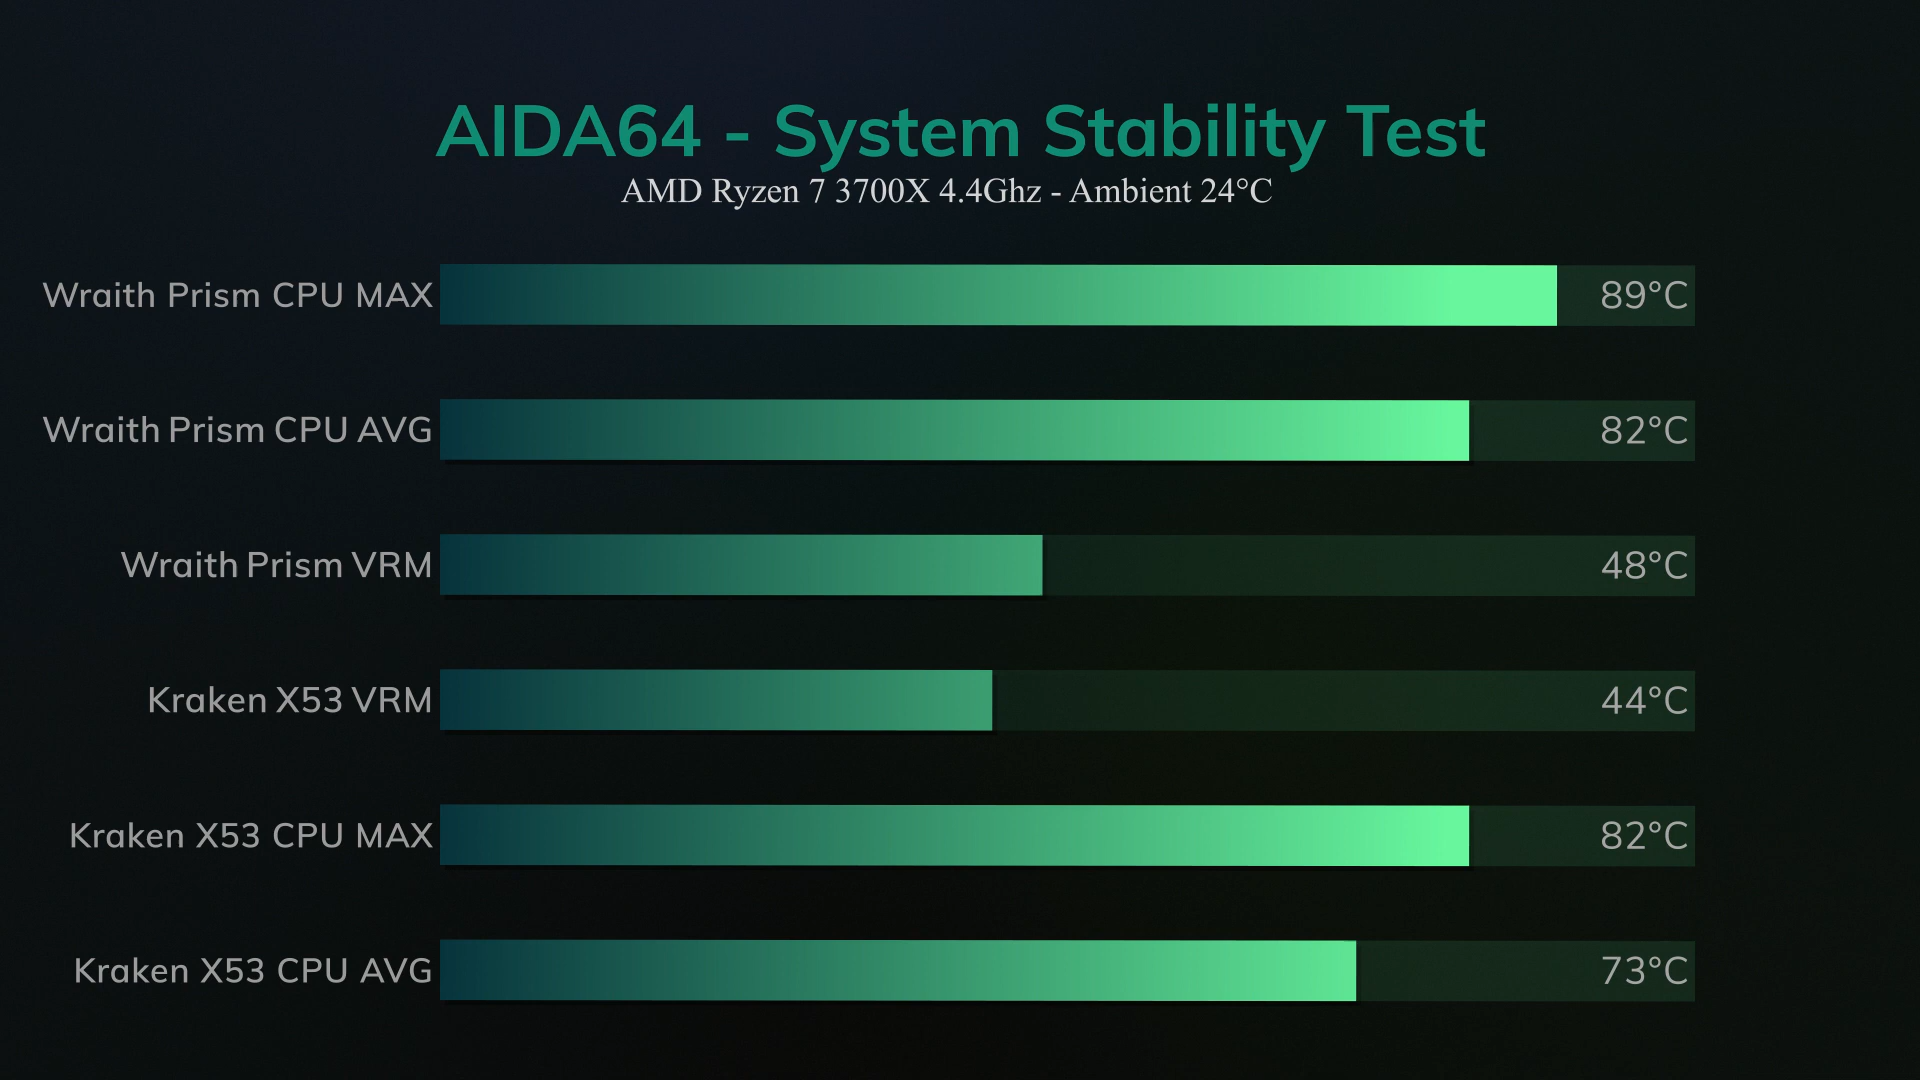 AIDA64 - System Stability Test
AMD Ryzen 7 3700X 4.4Ghz - Ambient 24°C
Wraith Prism CPU MAX 89°C
Wraith Prism CPU AVG 82°C
Wraith Prism VRM 48°C
Kraken X53 VRM 44°C
Kraken X53 CPU MAX 82°C
Kraken X53 CPU AVG 73°C